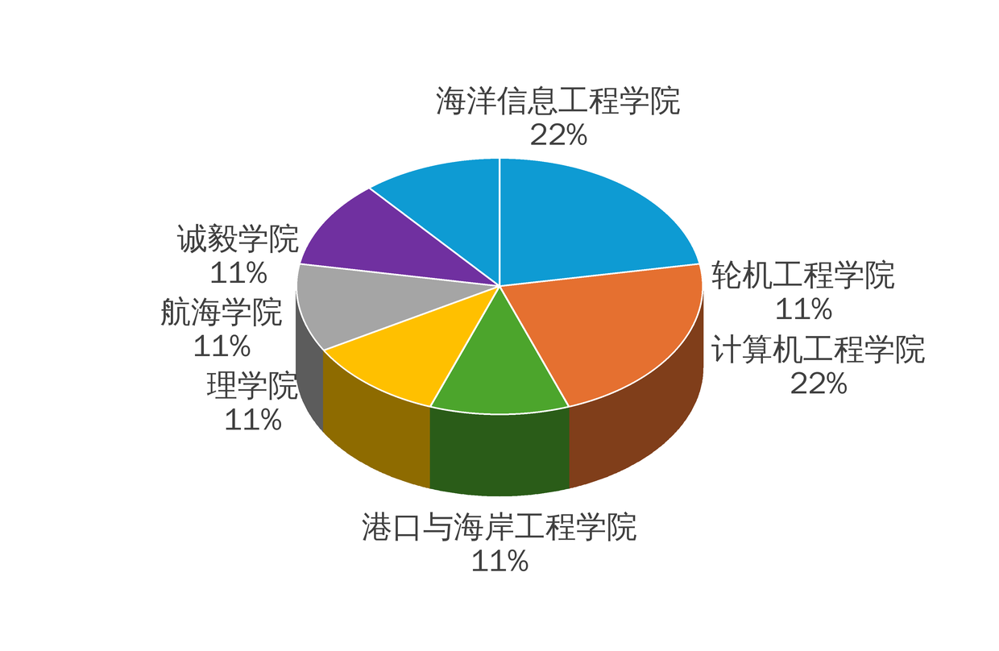 海洋信息工程学院
22%
轮机工程学院
11%
计算机工程学院
22%
港口与海岸工程学院
11%
理学院
11%
航海学院
11%
诚毅学院
11%